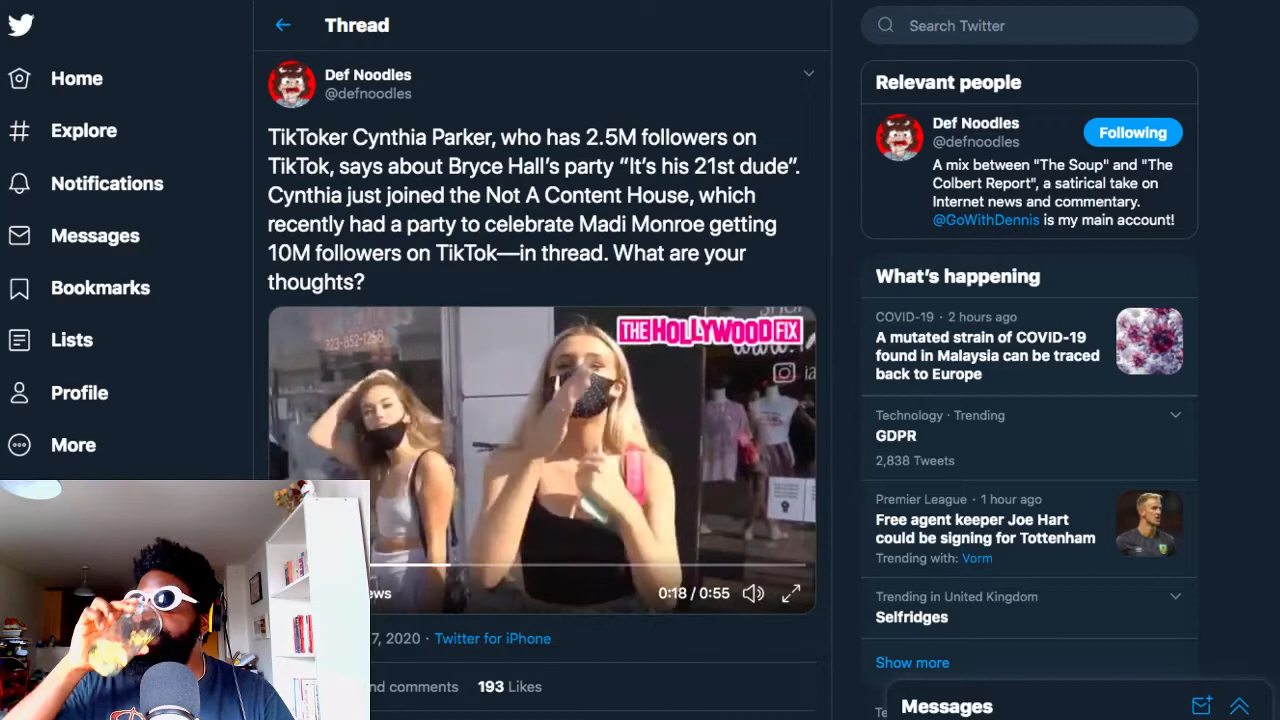 Thread
Home
Explore
Notifications
Messages
Bookmarks
Lists
Profile
More
Def Noodles
@defnoodles
TikToker Cynthia Parker, who has 2.5M followers on
TikTok, says about Bryce Hall’s party “It’s his 21st dude”.
Cynthia just joined the Not A Content House, which
recently had a party to celebrate Madi Monroe getting
10M followers on TikTok—in thread. What are your
thoughts?
323-852-1258
THE HOLLYWOOD FIX
www.
ews
0:18 / 0:55
7, 2020 · Twitter for iPhone
nd comments 193 Likes
Search Twitter
Relevant people
Def Noodles
@defnoodles
Following
A mix between "The Soup" and "The
Colbert Report", a satirical take on
Internet news and commentary.
@GoWithDennis is my main account!
What’s happening
COVID-19 · 2 hours ago
A mutated strain of COVID-19
found in Malaysia can be traced
back to Europe
Technology · Trending
GDPR
2,838 Tweets
Premier League · 1 hour ago
Free agent keeper Joe Hart
could be signing for Tottenham
Trending with: Vorm
Trending in United Kingdom
Selfridges
Show more
Te
Messages